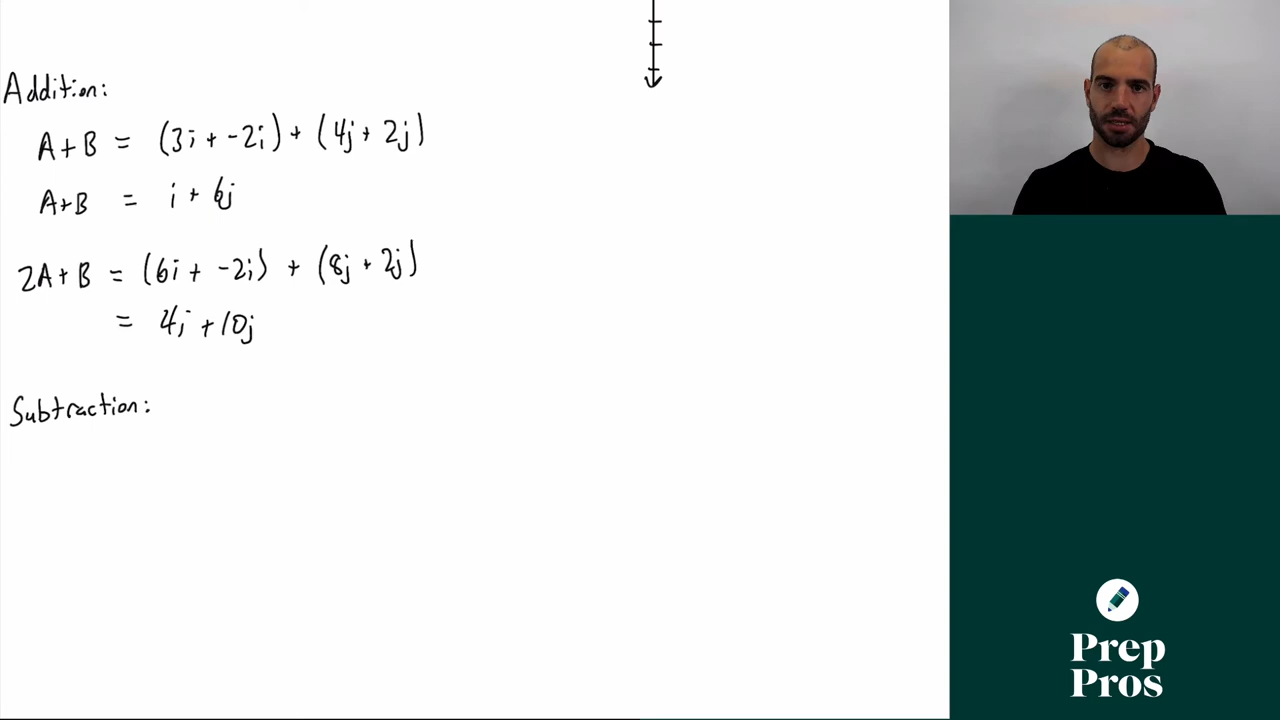 Addition:
A+B = (3i + -2i) + (4j + 2j)
A+B = i + 6j
2A+B = (6i + -2i) + (8j + 2j)
= 4i + 10j
Subtraction:
Prep
Pros